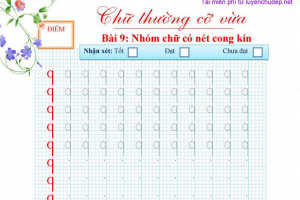 Tải miễn phí từ luyenchudep.net
ĐIỂM
Chữ thường cỡ vừa
Bài 9: Nhóm chữ có nét cong kín
Nhận xét: Tốt Đạt Chưa đạt
q q q q q q q q q q
q q q q q q q q q q
q q q q q q q q q q
q q q q q q q q q q
q q q q q q q q q q
q
q
q